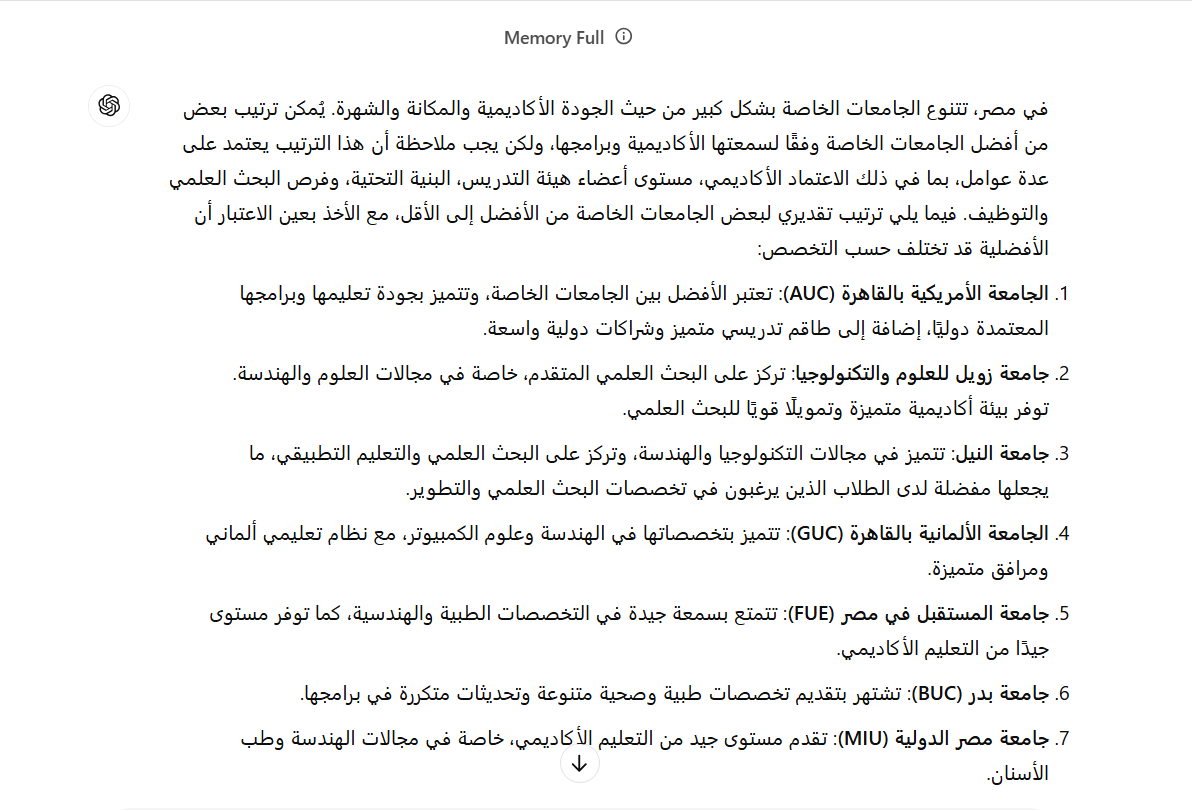 Memory Full
في مصر، تتنوع الجامعات الخاصة بشكل كبير من حيث الجودة الأكاديمية والمكانة والشهرة. يُمكن ترتيب بعض
من أفضل الجامعات الخاصة وفقًا لسمعتها الأكاديمية وبرامجها، ولكن يجب ملاحظة أن هذا الترتيب يعتمد على
عدة عوامل، بما في ذلك الاعتماد الأكاديمي، مستوى أعضاء هيئة التدريس، البنية التحتية، وفرص البحث العلمي
والتوظيف. فيما يلي ترتيب تقديري لبعض الجامعات الخاصة من الأفضل إلى الأقل، مع الأخذ بعين الاعتبار أن
الأفضلية قد تختلف حسب التخصص:
1. الجامعة الأمريكية بالقاهرة (AUC): تعتبر الأفضل بين الجامعات الخاصة، وتتميز بجودة تعليمها وبرامجها
المعتمدة دوليًا، إضافة إلى طاقم تدريسي متميز وشراكات دولية واسعة.
2. جامعة زويل للعلوم والتكنولوجيا: تركز على البحث العلمي المتقدم، خاصة في مجالات العلوم والهندسة.
توفر بيئة أكاديمية متميزة وتمويلًا قويًا للبحث العلمي.
3. جامعة النيل: تتميز في مجالات التكنولوجيا والهندسة، وتركز على البحث العلمي والتعليم التطبيقي، ما
يجعلها مفضلة لدى الطلاب الذين يرغبون في تخصصات البحث العلمي والتطوير.
4. الجامعة الألمانية بالقاهرة (GUC): تتميز بتخصصاتها في الهندسة وعلوم الكمبيوتر، مع نظام تعليمي ألماني
ومرافق متميزة.
5. جامعة المستقبل في مصر (FUE): تتمتع بسمعة جيدة في التخصصات الطبية والهندسية، كما توفر مستوى
جيدًا من التعليم الأكاديمي.
6. جامعة بدر (BUC): تشتهر بتقديم تخصصات طبية وصحية متنوعة وتحديثات متكررة في برامجها.
7. جامعة مصر الدولية (MIU): تقدم مستوى جيد من التعليم الأكاديمي، خاصة في مجالات الهندسة وطب
الأسنان.